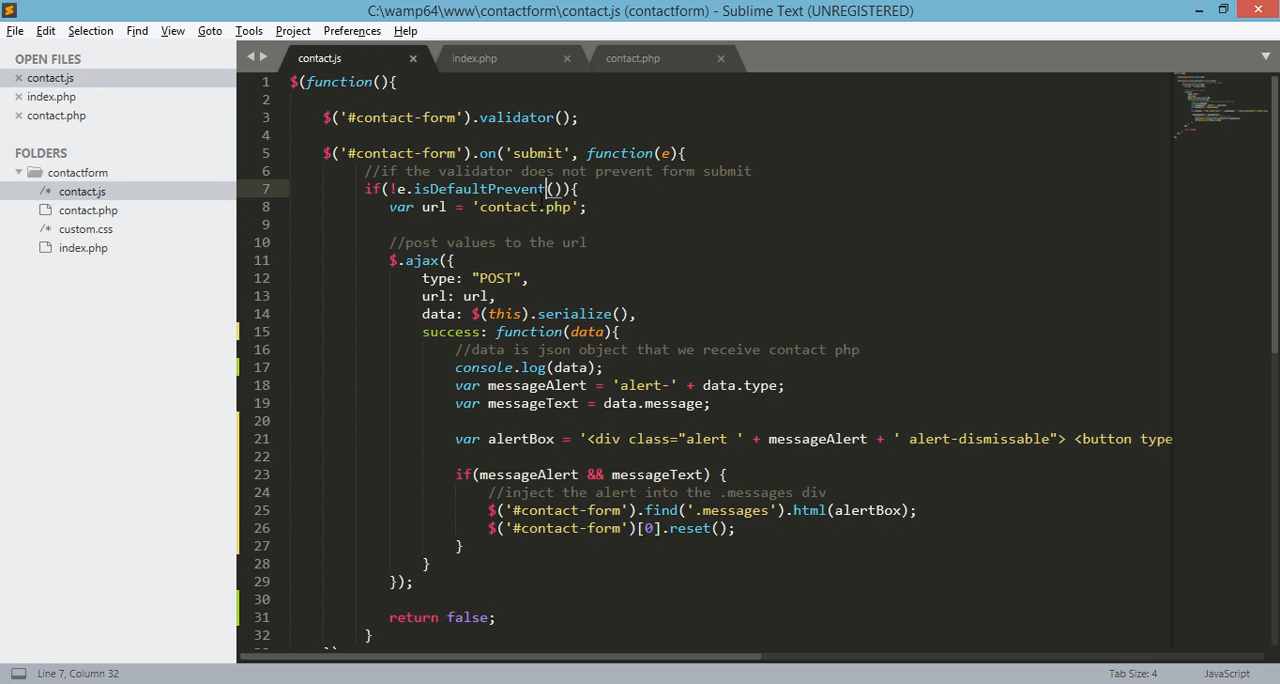 C:\wamp64\www\contactform\contact.js (contactform) - Sublime Text (UNREGISTERED)
File Edit Selection Find View Goto Tools Project Preferences Help
OPEN FILES
contact.js
index.php
contact.php
FOLDERS
contactform
/* contact.js
contact.php
/* custom.css
index.php
contact.js index.php contact.php
1 $(function(){
2
3 $('#contact-form').validator();
4
5 $('#contact-form').on('submit', function(e){
6 //if the validator does not prevent form submit
7 if(!e.isDefaultPrevent()){
8 var url = 'contact.php';
9
10 //post values to the url
11 $.ajax({
12 type: "POST",
13 url: url,
14 data: $(this).serialize(),
15 success: function(data){
16 //data is json object that we receive contact php
17 console.log(data);
18 var messageAlert = 'alert-' + data.type;
19 var messageText = data.message;
20
21 var alertBox = '<div class="alert ' + messageAlert + ' alert-dismissable"> <button type
22
23 if(messageAlert && messageText) {
24 //inject the alert into the .messages div
25 $('#contact-form').find('.messages').html(alertBox);
26 $('#contact-form')[0].reset();
27 }
28 }
29 });
30
31 return false;
32 }
Line 7, Column 32
Tab Size: 4
JavaScript